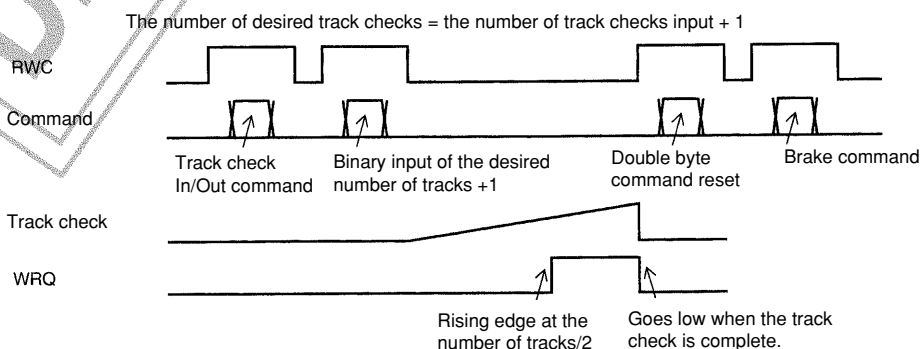 The number of desired track checks = the number of track checks input + 1
RWC
Command
Track check
In/Out command
Binary input of the desired
number of tracks +1
Double byte
command reset
Brake command
Track check
WRQ
Rising edge at the
number of tracks/2
Goes low when the track
check is complete.